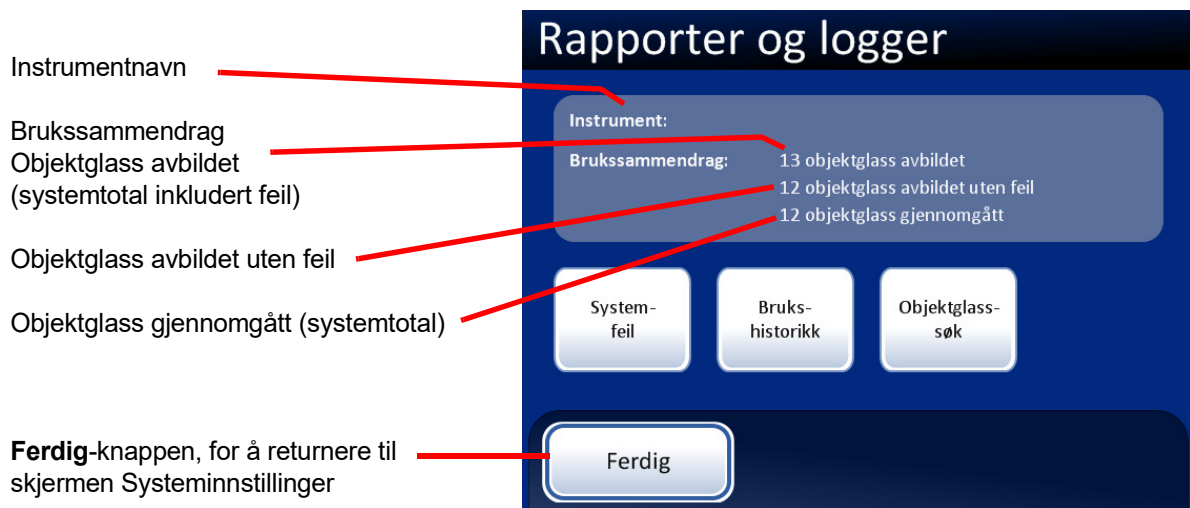 Instrumentnavn
Brukssammendrag
Objektglass avbildet
(systemtotal inkludert feil)
Objektglass avbildet uten feil
Objektglass gjennomgått (systemtotal)
Ferdig-knappen, for å returnere til
skjermen Systeminnstillinger
Rapporter og logger
Instrument:
Brukssammendrag: 13 objektglass avbildet
12 objektglass avbildet uten feil
12 objektglass gjennomgått
System-
feil
Bruks-
historikk
Objektglass-
søk
Ferdig